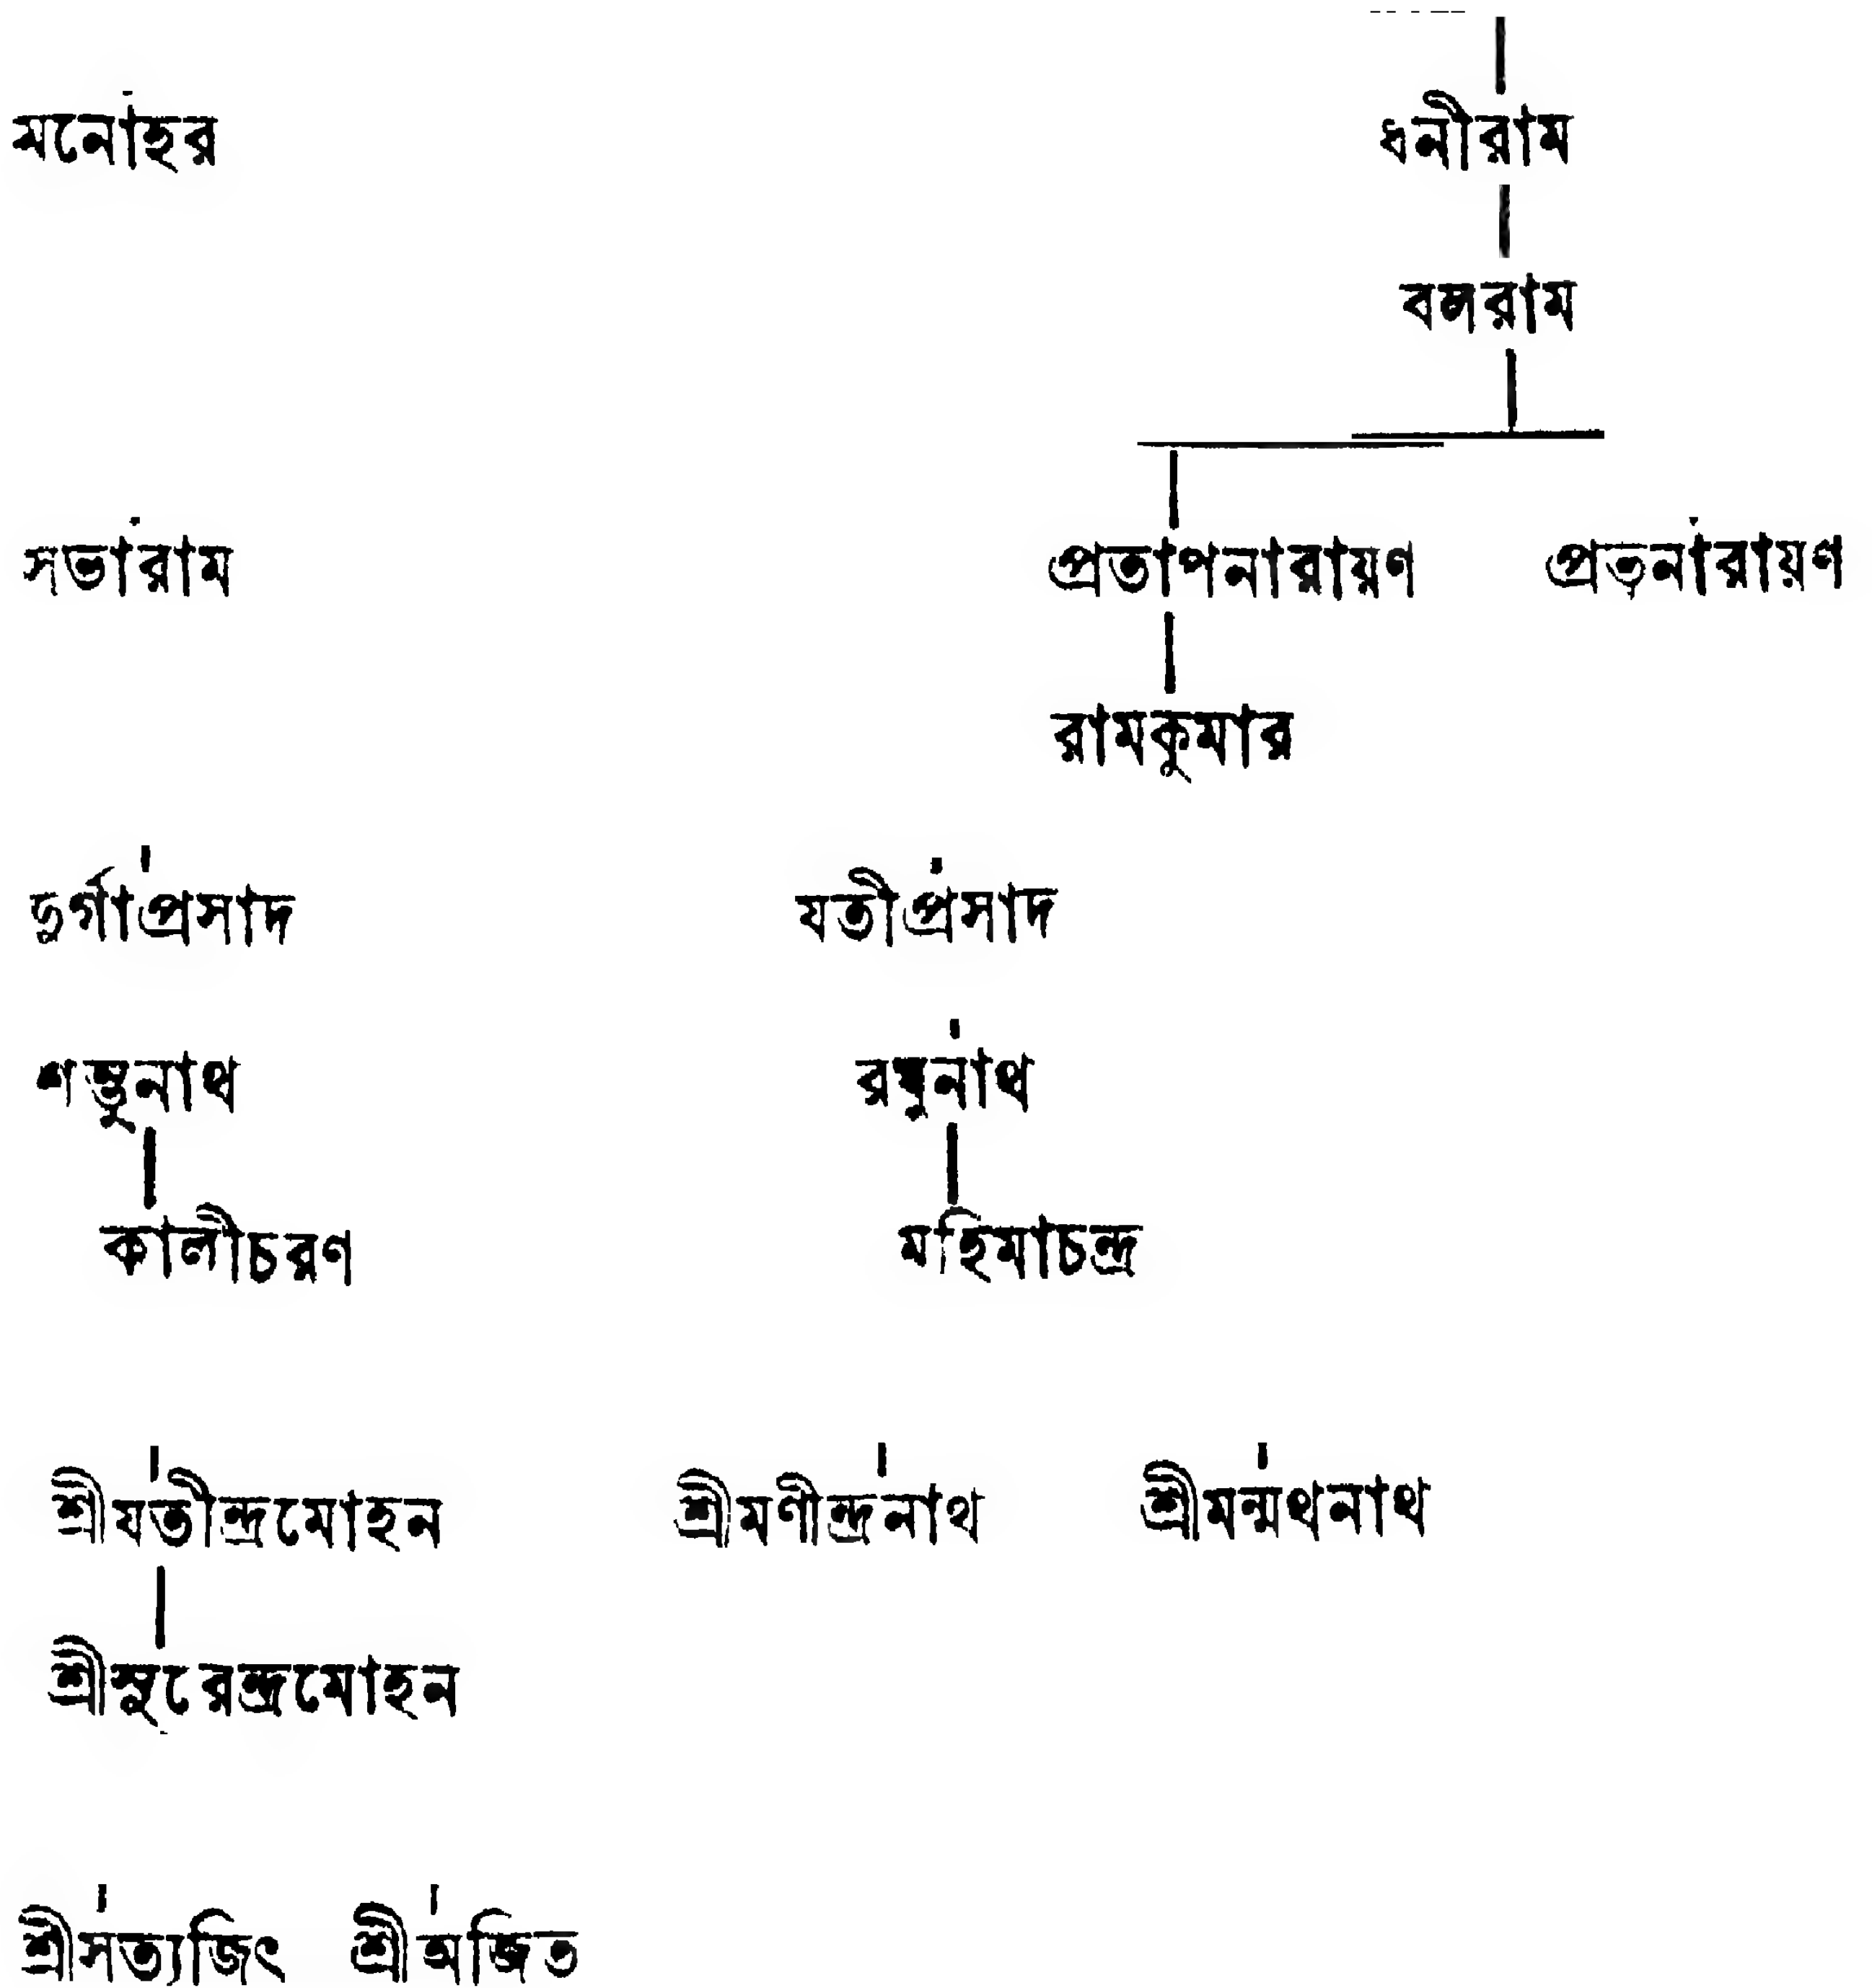 মনোহর ধনীরাম
বলরাম
সভারাম প্রতাপনারায়ণ প্রভুনারায়ণ
রামকুমার
দুর্গাপ্রসাদ যতীপ্রসাদ
শম্ভুনাথ রঘুনাথ
কালীচরণ মহিমাচন্দ্র
শ্রীযতীন্দ্রমোহন শ্রীমণীন্দ্রনাথ শ্রীমন্মথনাথ
শ্রীসুরেন্দ্রমোহন
শ্রীসত্যজিৎ শ্রীঅজিত